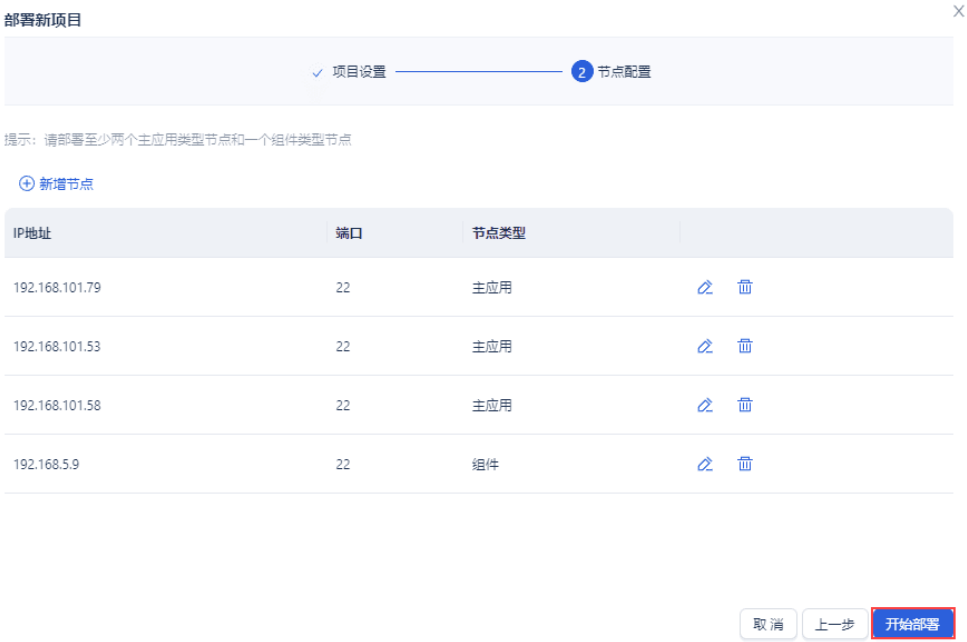 部署新项目
项目设置 2 节点配置
提示：请部署至少两个主应用类型节点和一个组件类型节点
新增节点
IP地址 端口 节点类型
192.168.101.79 22 主应用
192.168.101.53 22 主应用
192.168.101.58 22 主应用
192.168.5.9 22 组件
取 消 上一步 开始部署